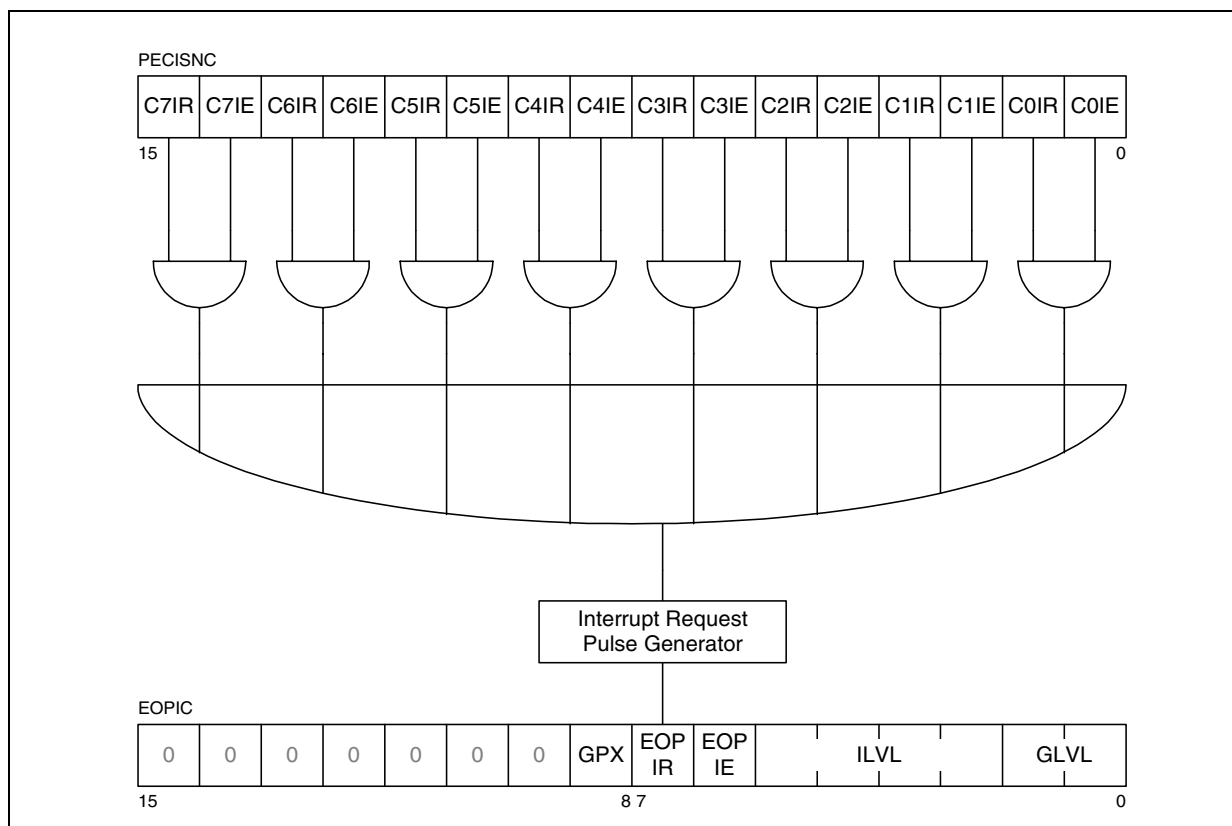 PECISNC
C7IR C7IE C6IR C6IE C5IR C5IE C4IR C4IE C3IR C3IE C2IR C2IE C1IR C1IE C0IR C0IE
15 0
Interrupt Request
Pulse Generator
EOPIC
0 0 0 0 0 0 0 GPX EOP IR EOP IE ILVL GLVL
15 8 7 0